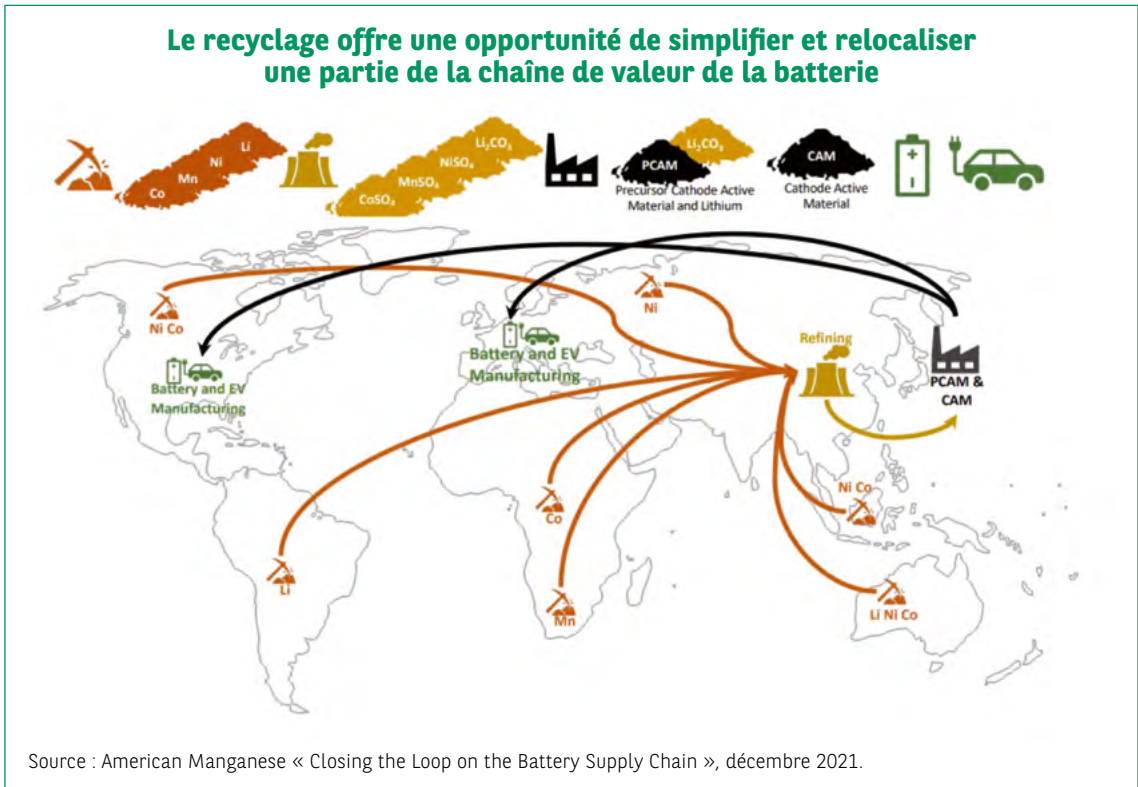 Le recyclage offre une opportunité de simplifier et relocaliser
une partie de la chaîne de valeur de la batterie
Co
Mn
Ni
Li
CoSO₄
MnSO₄
NiSO₄
Li₂CO₃
PCAM
Li₂CO₃
Precursor Cathode Active
Material and Lithium
CAM
Cathode Active
Material
Ni Co
Battery and EV
Manufacturing
Battery and EV
Manufacturing
Ni
Refining
PCAM &
CAM
Li
Co
Mn
Ni Co
Li Ni Co
Source : American Manganese « Closing the Loop on the Battery Supply Chain », décembre 2021.